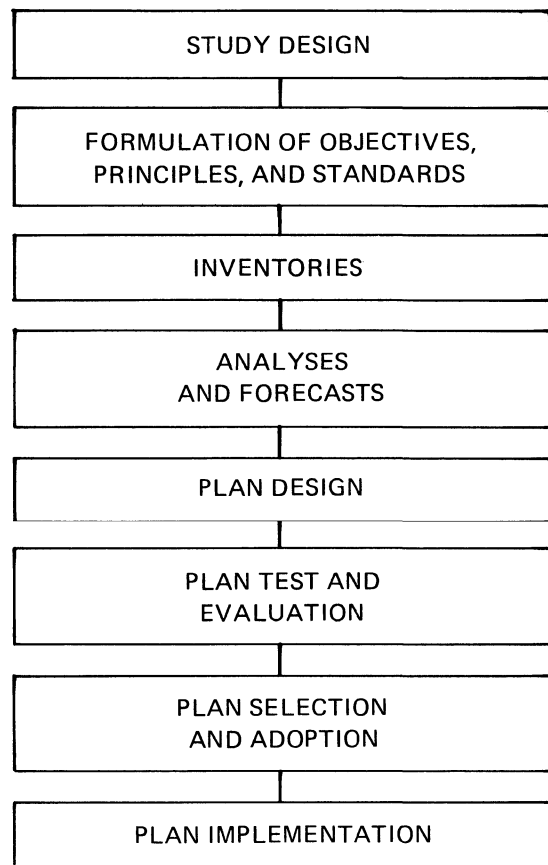 STUDY DESIGN
FORMULATION OF OBJECTIVES,
PRINCIPLES, AND STANDARDS
INVENTORIES
ANALYSES
AND FORECASTS
PLAN DESIGN
PLAN TEST AND
EVALUATION
PLAN SELECTION
AND ADOPTION
PLAN IMPLEMENTATION